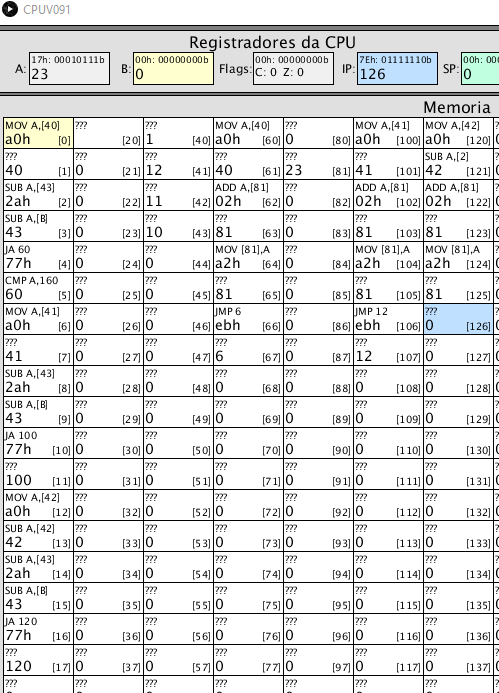 CPUV091
Registradores da CPU
17h: 00010111b 00h: 00000000b 00h: 00000000b 7Eh: 01111110b 00h: 000
A: 23 B: 0 Flags: C: 0 Z: 0 IP: 126 SP: 0
Memoria
MOV A,[40] ??? ??? MOV A,[40] ??? MOV A,[41] MOV A,[42]
a0h [0] 0 [20] 1 [40] a0h [60] 0 [80] a0h [100] a0h [120]
??? ??? ??? ??? ??? ??? SUB A,[2]
40 [1] 0 [21] 12 [41] 40 [61] 23 [81] 41 [101] 42 [121]
SUB A,[43] ??? ??? ADD A,[81] ??? ADD A,[81] ADD A,[81]
2ah [2] 0 [22] 11 [42] 02h [62] 0 [82] 02h [102] 02h [122]
SUB A,[B] ??? ??? ??? ??? ??? ???
43 [3] 0 [23] 10 [43] 81 [63] 0 [83] 81 [103] 81 [123]
JA 60 ??? ??? MOV [81],A ??? MOV [81],A MOV [81],A
77h [4] 0 [24] 0 [44] a2h [64] 0 [84] a2h [104] a2h [124]
CMP A,160 ??? ??? ??? ??? ??? ???
60 [5] 0 [25] 0 [45] 81 [65] 0 [85] 81 [105] 81 [125]
MOV A,[41] ??? ??? JMP 6 ??? JMP 12 ???
a0h [6] 0 [26] 0 [46] ebh [66] 0 [86] ebh [106] 0 [126]
??? ??? ??? ??? ??? ??? ???
41 [7] 0 [27] 0 [47] 6 [67] 0 [87] 12 [107] 0 [127]
SUB A,[43] ??? ??? ??? ??? ??? ???
2ah [8] 0 [28] 0 [48] 0 [68] 0 [88] 0 [108] 0 [128]
SUB A,[B] ??? ??? ??? ??? ??? ???
43 [9] 0 [29] 0 [49] 0 [69] 0 [89] 0 [109] 0 [129]
JA 100 ??? ??? ??? ??? ??? ???
77h [10] 0 [30] 0 [50] 0 [70] 0 [90] 0 [110] 0 [130]
??? ??? ??? ??? ??? ??? ???
100 [11] 0 [31] 0 [51] 0 [71] 0 [91] 0 [111] 0 [131]
MOV A,[42] ??? ??? ??? ??? ??? ???
a0h [12] 0 [32] 0 [52] 0 [72] 0 [92] 0 [112] 0 [132]
SUB A,[42] ??? ??? ??? ??? ??? ???
42 [13] 0 [33] 0 [53] 0 [73] 0 [93] 0 [113] 0 [133]
SUB A,[43] ??? ??? ??? ??? ??? ???
2ah [14] 0 [34] 0 [54] 0 [74] 0 [94] 0 [114] 0 [134]
SUB A,[B] ??? ??? ??? ??? ??? ???
43 [15] 0 [35] 0 [55] 0 [75] 0 [95] 0 [115] 0 [135]
JA 120 ??? ??? ??? ??? ??? ???
77h [16] 0 [36] 0 [56] 0 [76] 0 [96] 0 [116] 0 [136]
??? ??? ??? ??? ??? ??? ???
120 [17] 0 [37] 0 [57] 0 [77] 0 [97] 0 [117] 0 [137]
??? ??? ??? ??? ??? ??? ???